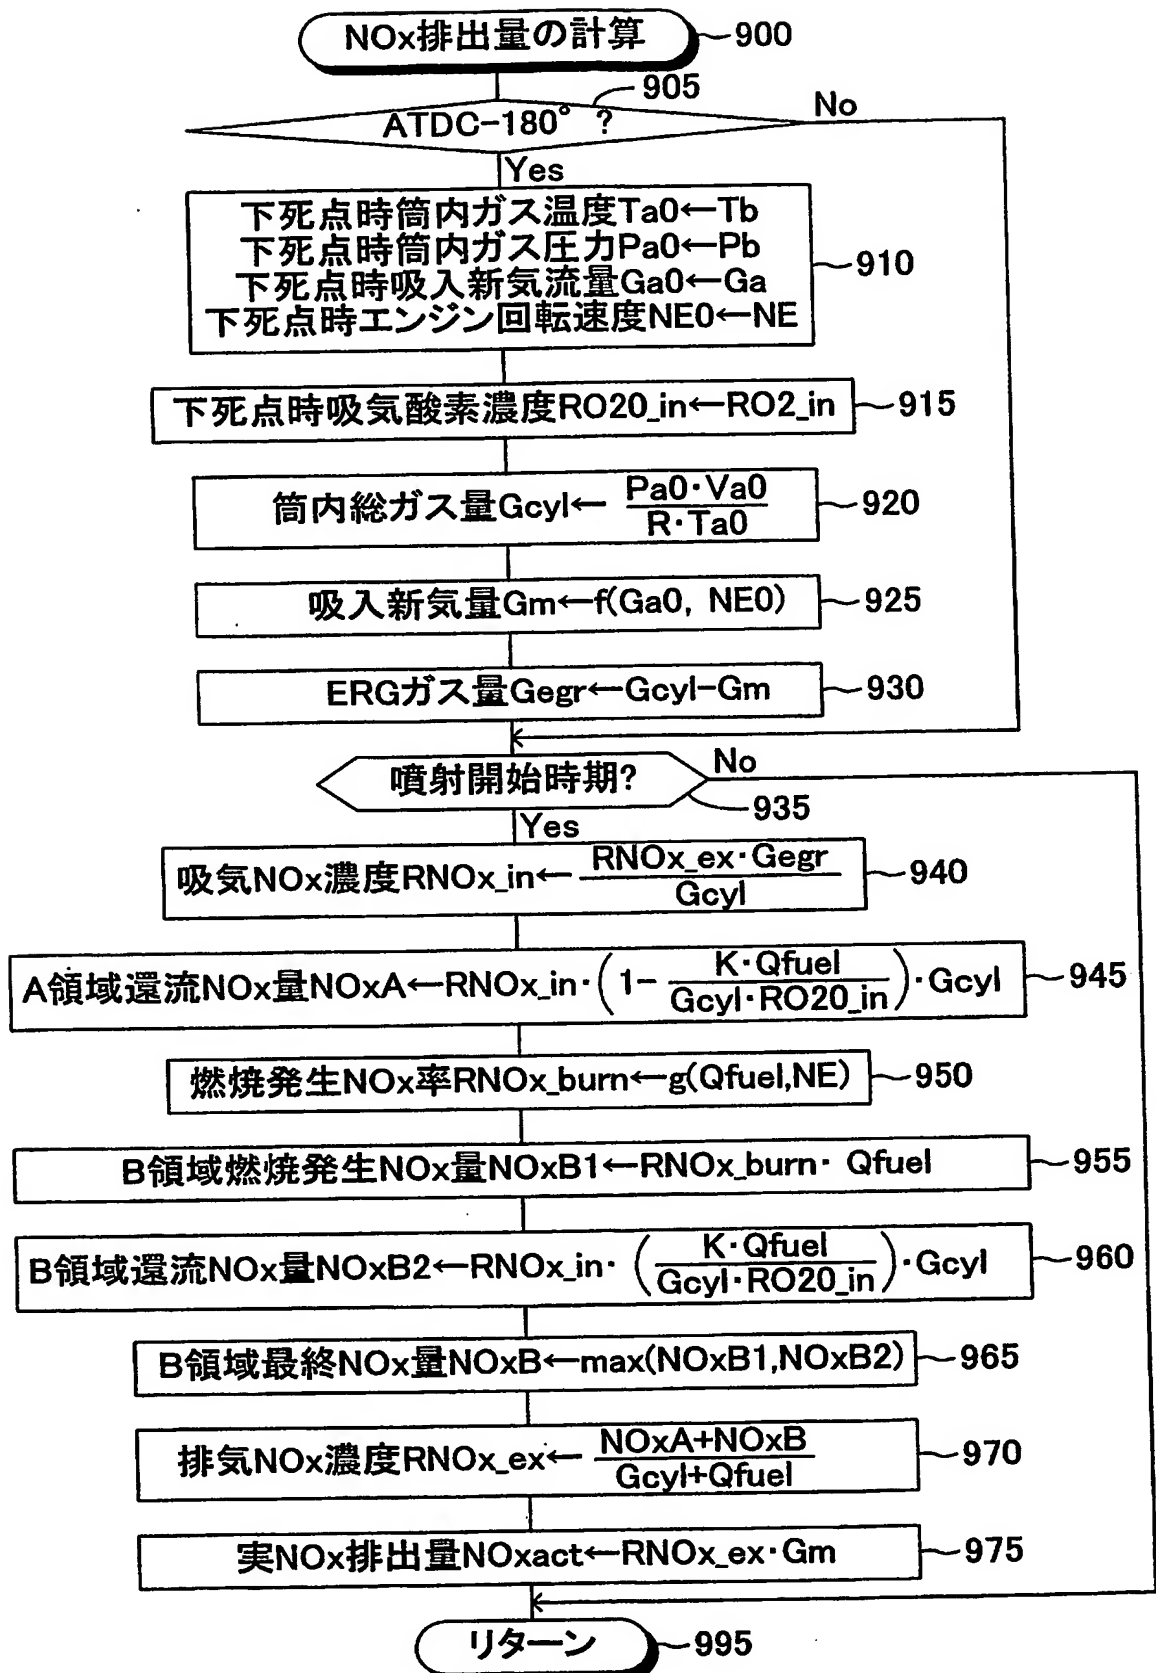 NOx排出量の計算
900
905
ATDC-180° ?
No
Yes
下死点時筒内ガス温度Ta0←Tb
下死点時筒内ガス圧力Pa0←Pb
下死点時吸入新気流量Ga0←Ga
下死点時エンジン回転速度NE0←NE
910
下死点時吸気酸素濃度RO20_in←RO2_in
915
筒内総ガス量Gcyl← Pa0·Va0
R·Ta0
920
吸入新気量Gm←f(Ga0, NE0)
925
ERGガス量Gegr←Gcyl-Gm
930
噴射開始時期?
No
935
Yes
吸気NOx濃度RNOx_in← RNOx_ex·Gegr
Gcyl
940
A領域還流NOx量NOxA←RNOx_in·(1- K·Qfuel
Gcyl·RO20_in )·Gcyl
945
燃焼発生NOx率RNOx_burn←g(Qfuel,NE)
950
B領域燃焼発生NOx量NOxB1←RNOx_burn· Qfuel
955
B領域還流NOx量NOxB2←RNOx_in· ( K·Qfuel
Gcyl·RO20_in )·Gcyl
960
B領域最終NOx量NOxB←max(NOxB1,NOxB2)
965
排気NOx濃度RNOx_ex← NOxA+NOxB
Gcyl+Qfuel
970
実NOx排出量NOxact←RNOx_ex·Gm
975
リターン
995